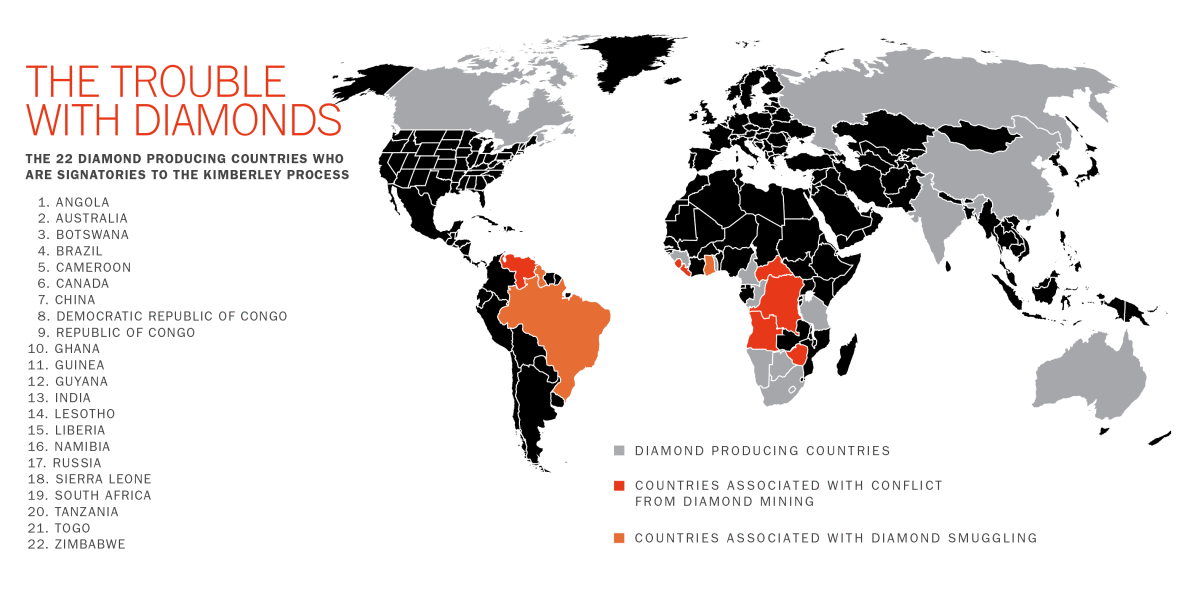 THE TROUBLE
WITH DIAMONDS
THE 22 DIAMOND PRODUCING COUNTRIES WHO
ARE SIGNATORIES TO THE KIMBERLEY PROCESS
1. ANGOLA
2. AUSTRALIA
3. BOTSWANA
4. BRAZIL
5. CAMEROON
6. CANADA
7. CHINA
8. DEMOCRATIC REPUBLIC OF CONGO
9. REPUBLIC OF CONGO
10. GHANA
11. GUINEA
12. GUYANA
13. INDIA
14. LESOTHO
15. LIBERIA
16. NAMIBIA
17. RUSSIA
18. SIERRA LEONE
19. SOUTH AFRICA
20. TANZANIA
21. TOGO
22. ZIMBABWE
DIAMOND PRODUCING COUNTRIES
COUNTRIES ASSOCIATED WITH CONFLICT
FROM DIAMOND MINING
COUNTRIES ASSOCIATED WITH DIAMOND SMUGGLING